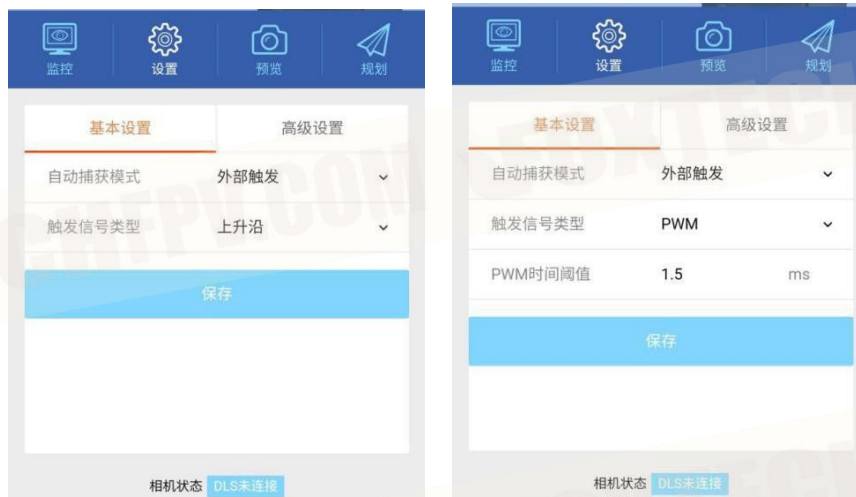 监控 设置 预览 规划
基本设置 高级设置
自动捕获模式 外部触发
触发信号类型 上升沿
保存
相机状态 DLS未连接
监控 设置 预览 规划
基本设置 高级设置
自动捕获模式 外部触发
触发信号类型 PWM
PWM时间阈值 1.5 ms
保存
相机状态 DLS未连接